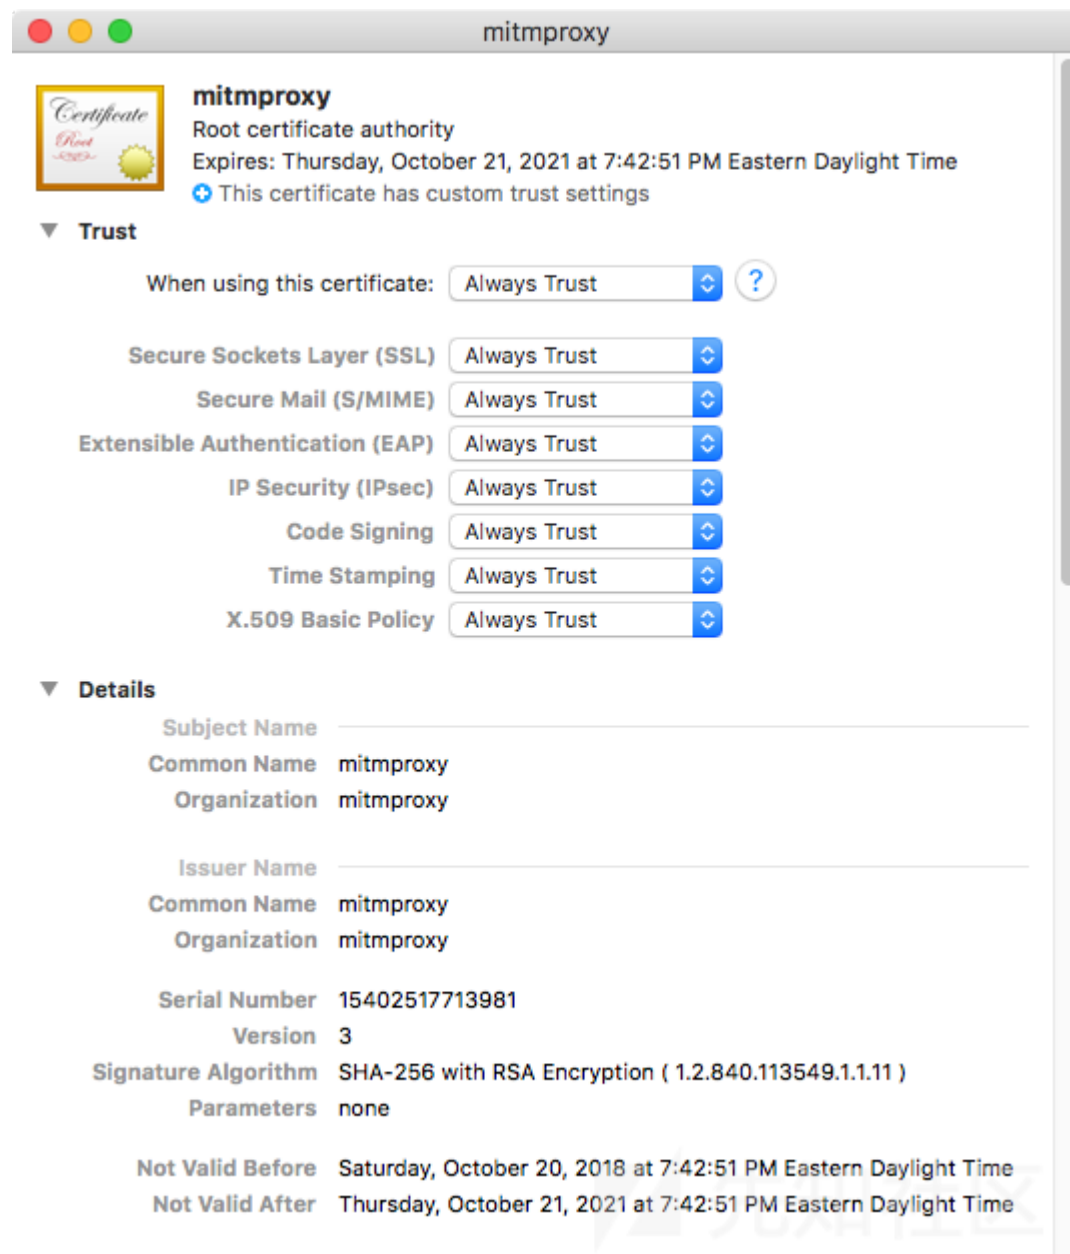 mitmproxy
Certificate
Root
mitmproxy
Root certificate authority
Expires: Thursday, October 21, 2021 at 7:42:51 PM Eastern Daylight Time
This certificate has custom trust settings
Trust
When using this certificate: Always Trust ?
Secure Sockets Layer (SSL) Always Trust
Secure Mail (S/MIME) Always Trust
Extensible Authentication (EAP) Always Trust
IP Security (IPsec) Always Trust
Code Signing Always Trust
Time Stamping Always Trust
X.509 Basic Policy Always Trust
Details
Subject Name
Common Name mitmproxy
Organization mitmproxy
Issuer Name
Common Name mitmproxy
Organization mitmproxy
Serial Number 15402517713981
Version 3
Signature Algorithm SHA-256 with RSA Encryption ( 1.2.840.113549.1.1.11 )
Parameters none
Not Valid Before Saturday, October 20, 2018 at 7:42:51 PM Eastern Daylight Time
Not Valid After Thursday, October 21, 2021 at 7:42:51 PM Eastern Daylight Time
先知社区